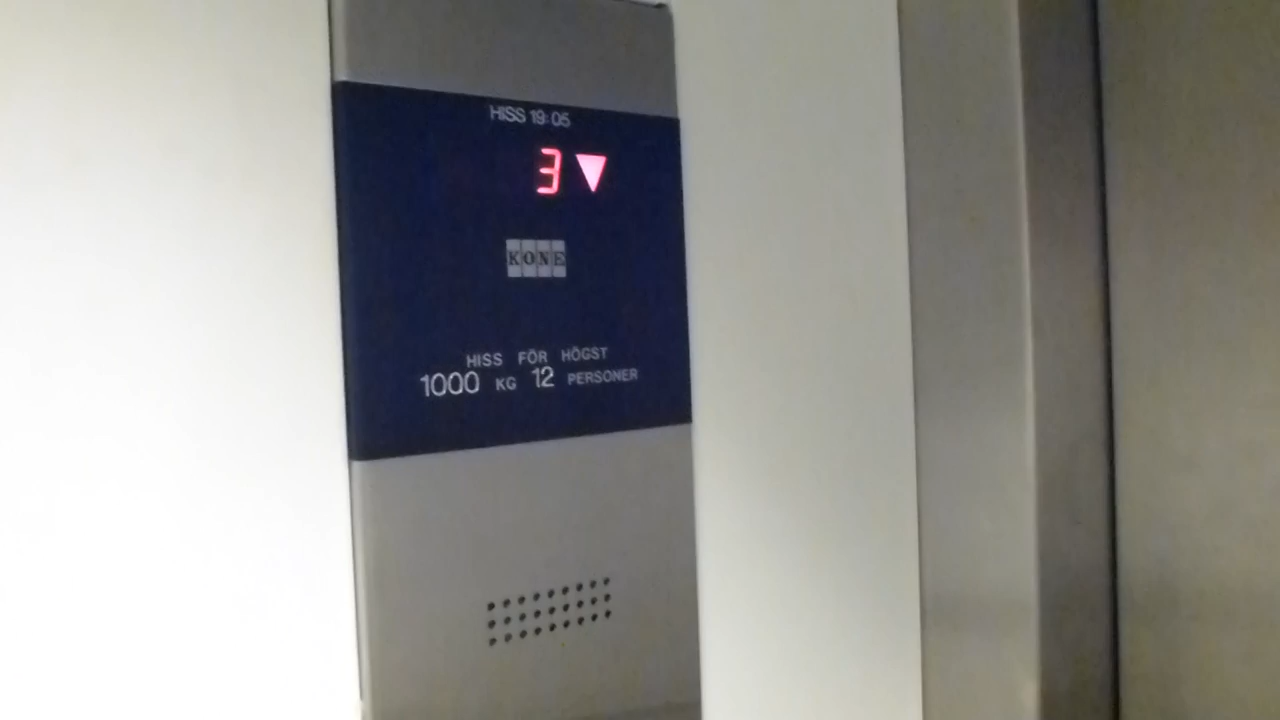 HISS 19:05
3 ▼
KONE
HISS FÖR HÖGST
1000 KG 12 PERSONER